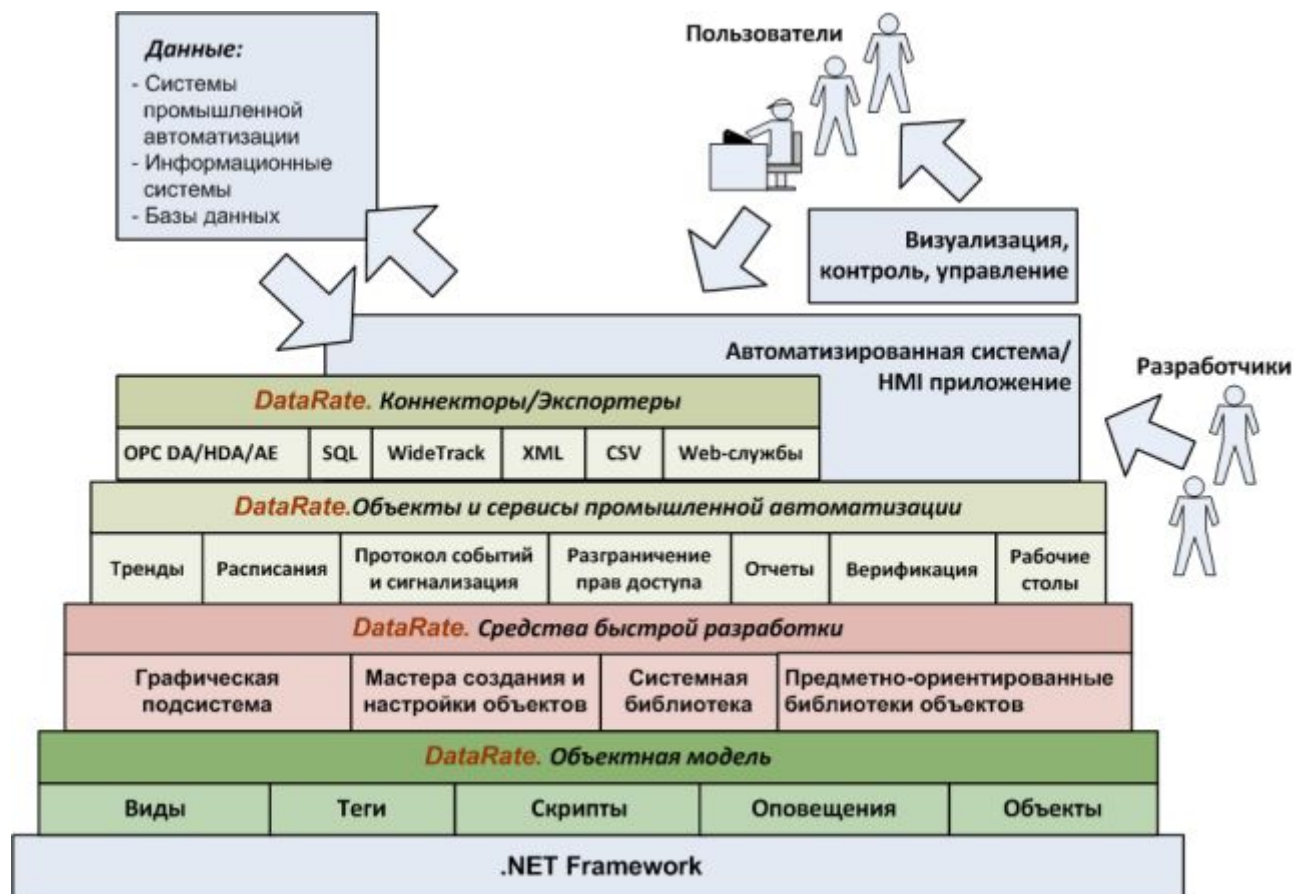 Данные:
- Системы
промышленной
автоматизации
- Информационные
системы
- Базы данных
Пользователи
Визуализация,
контроль, управление
Автоматизированная система/
HMI приложение
Разработчики
DataRate. Коннекторы/Экспортеры
OPC DA/HDA/AE
SQL
WideTrack
XML
CSV
Web-службы
DataRate.Объекты и сервисы промышленной автоматизации
Тренды
Расписания
Протокол событий
и сигнализация
Разграничение
прав доступа
Отчеты
Верификация
Рабочие
столы
DataRate. Средства быстрой разработки
Графическая
подсистема
Мастера создания и
настройки объектов
Системная
библиотека
Предметно-ориентированные
библиотеки объектов
DataRate. Объектная модель
Виды
Теги
Скрипты
Оповещения
Объекты
.NET Framework